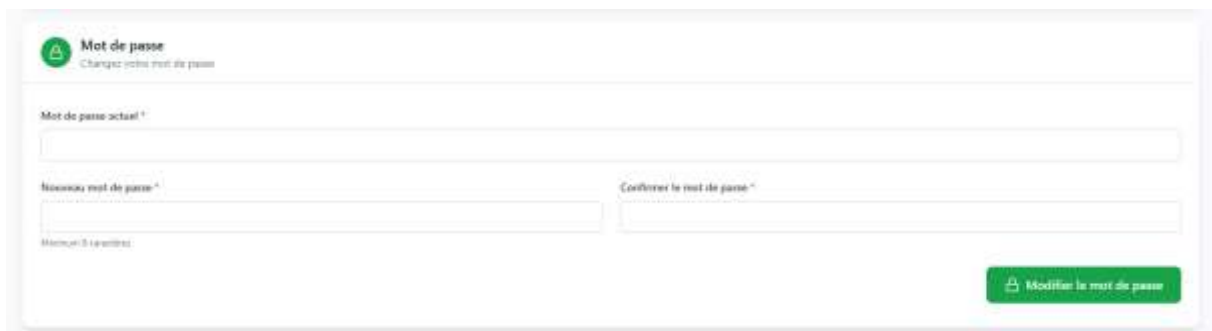 Mot de passe
Changez votre mot de passe
Mot de passe actuel *
Nouveau mot de passe *
Confirmer le mot de passe *
Minimum 8 caractères
Modifier le mot de passe